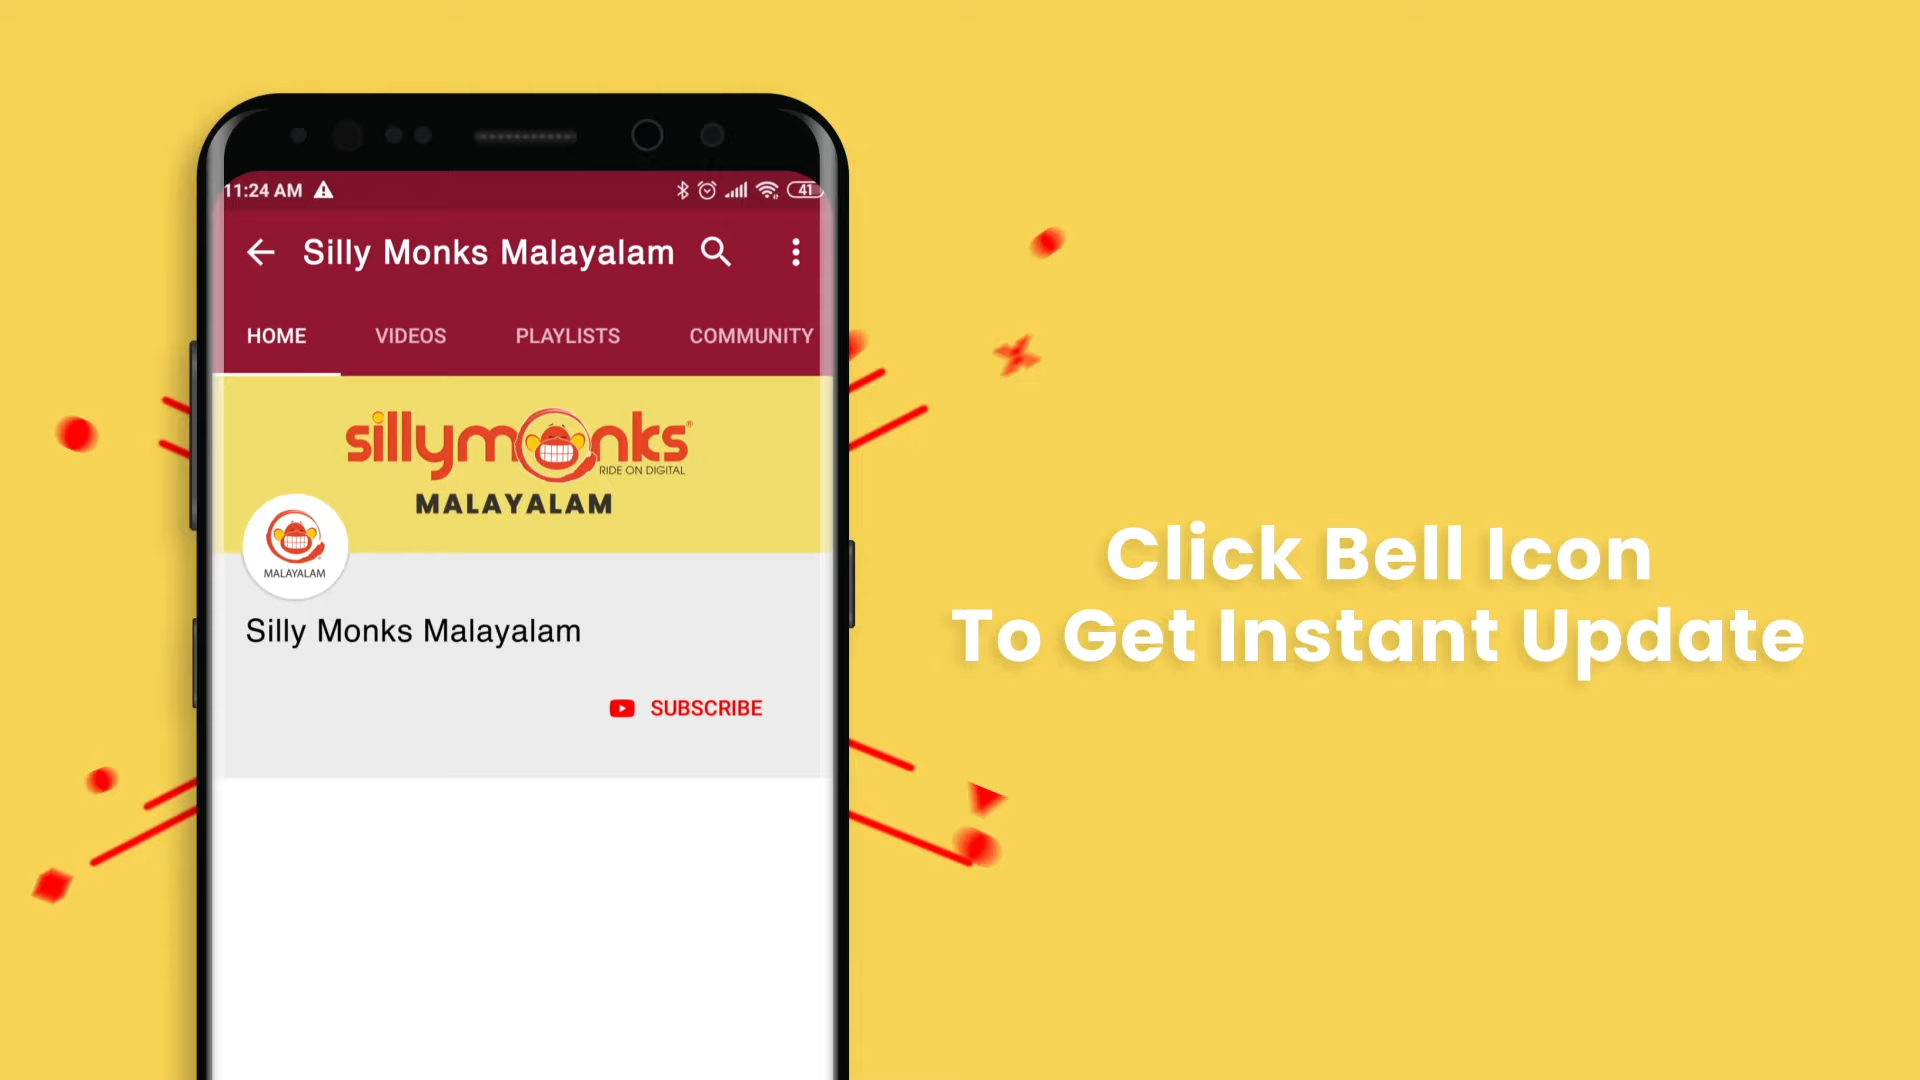 11:24 AM
41
Silly Monks Malayalam
HOME VIDEOS PLAYLISTS COMMUNITY
sillymonks®
RIDE ON DIGITAL
MALAYALAM
MALAYALAM
Silly Monks Malayalam
SUBSCRIBE
Click Bell Icon
To Get Instant Update